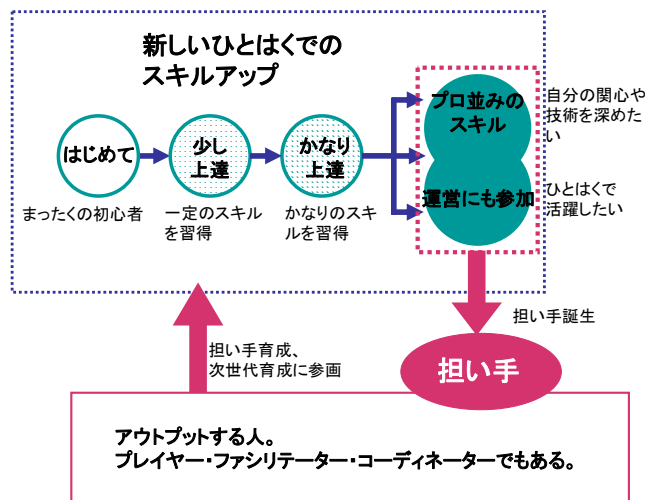 新しいひとはくでの
スキルアップ
はじめて
まったくの初心者
少し
上達
一定のスキル
を習得
かなり
上達
かなりのスキ
ルを習得
プロ並みの
スキル
自分の関心や
技術を深めた
い
運営にも参加
ひとはくで
活躍したい
担い手誕生
担い手
担い手育成、
次世代育成に参画
アウトプットする人。
プレイヤー・ファシリテーター・コーディネーターでもある。